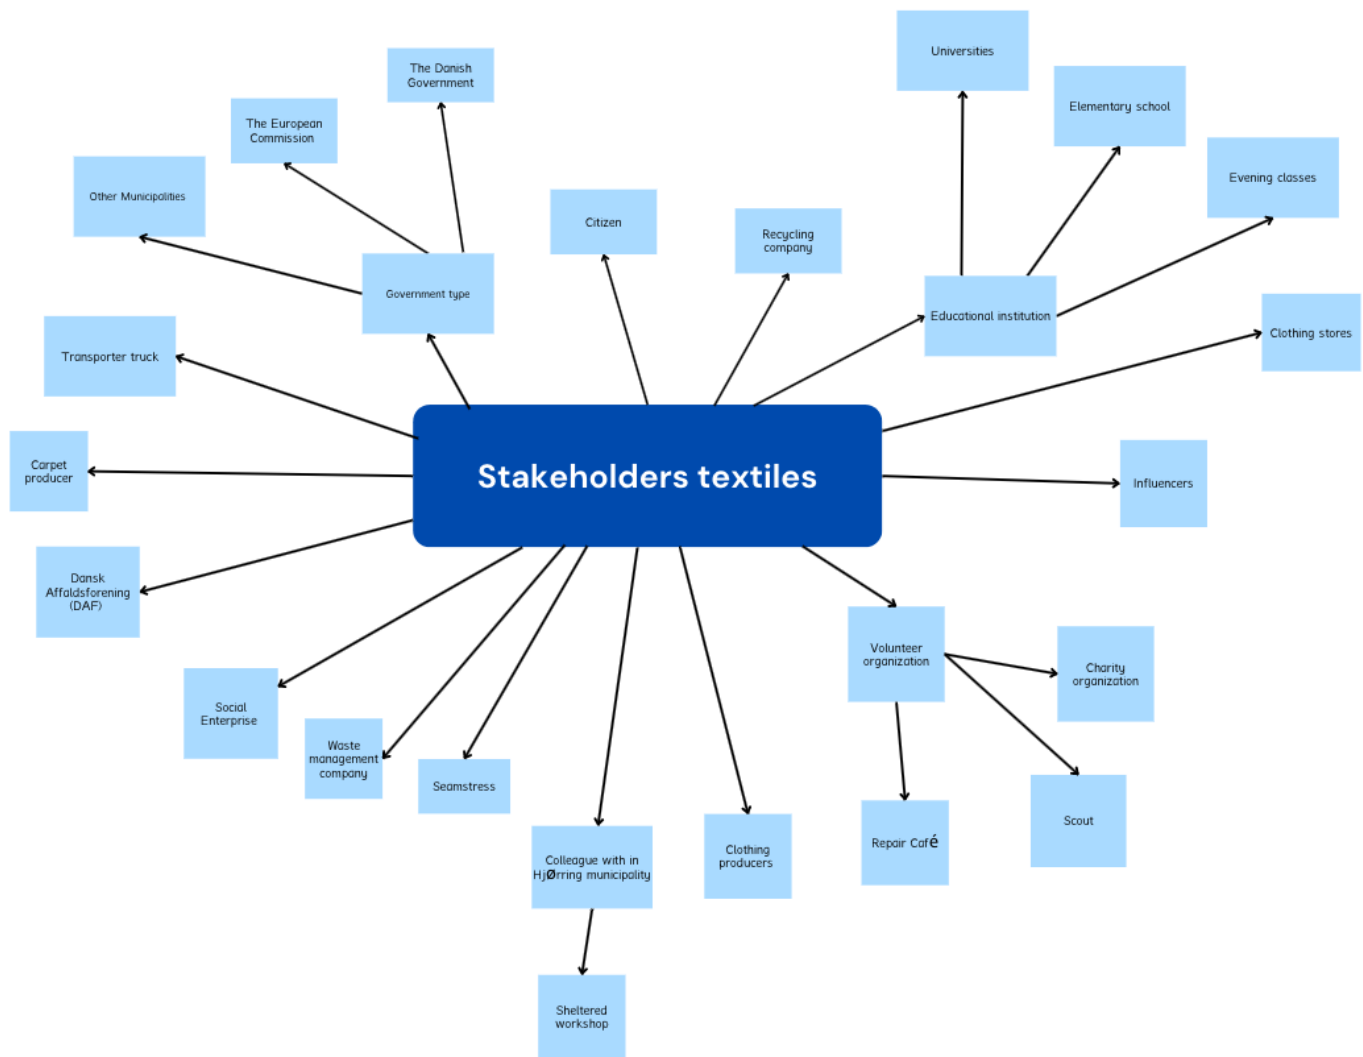 Universities
The Danish
Government
Elementary school
The European
Commission
Evening classes
Other Municipalities
Citizen
Recycling
company
Government type
Educational institution
Clothing stores
Transporter truck
Carpet
producer
Stakeholders textiles
Influencers
Dansk
Affaldsforening
(DAF)
Volunteer
organization
Charity
organization
Social
Enterprise
Waste
management
company
Seamstress
Scout
Repair Café
Clothing
producers
Colleague with in
HjØrring municipality
Sheltered
workshop